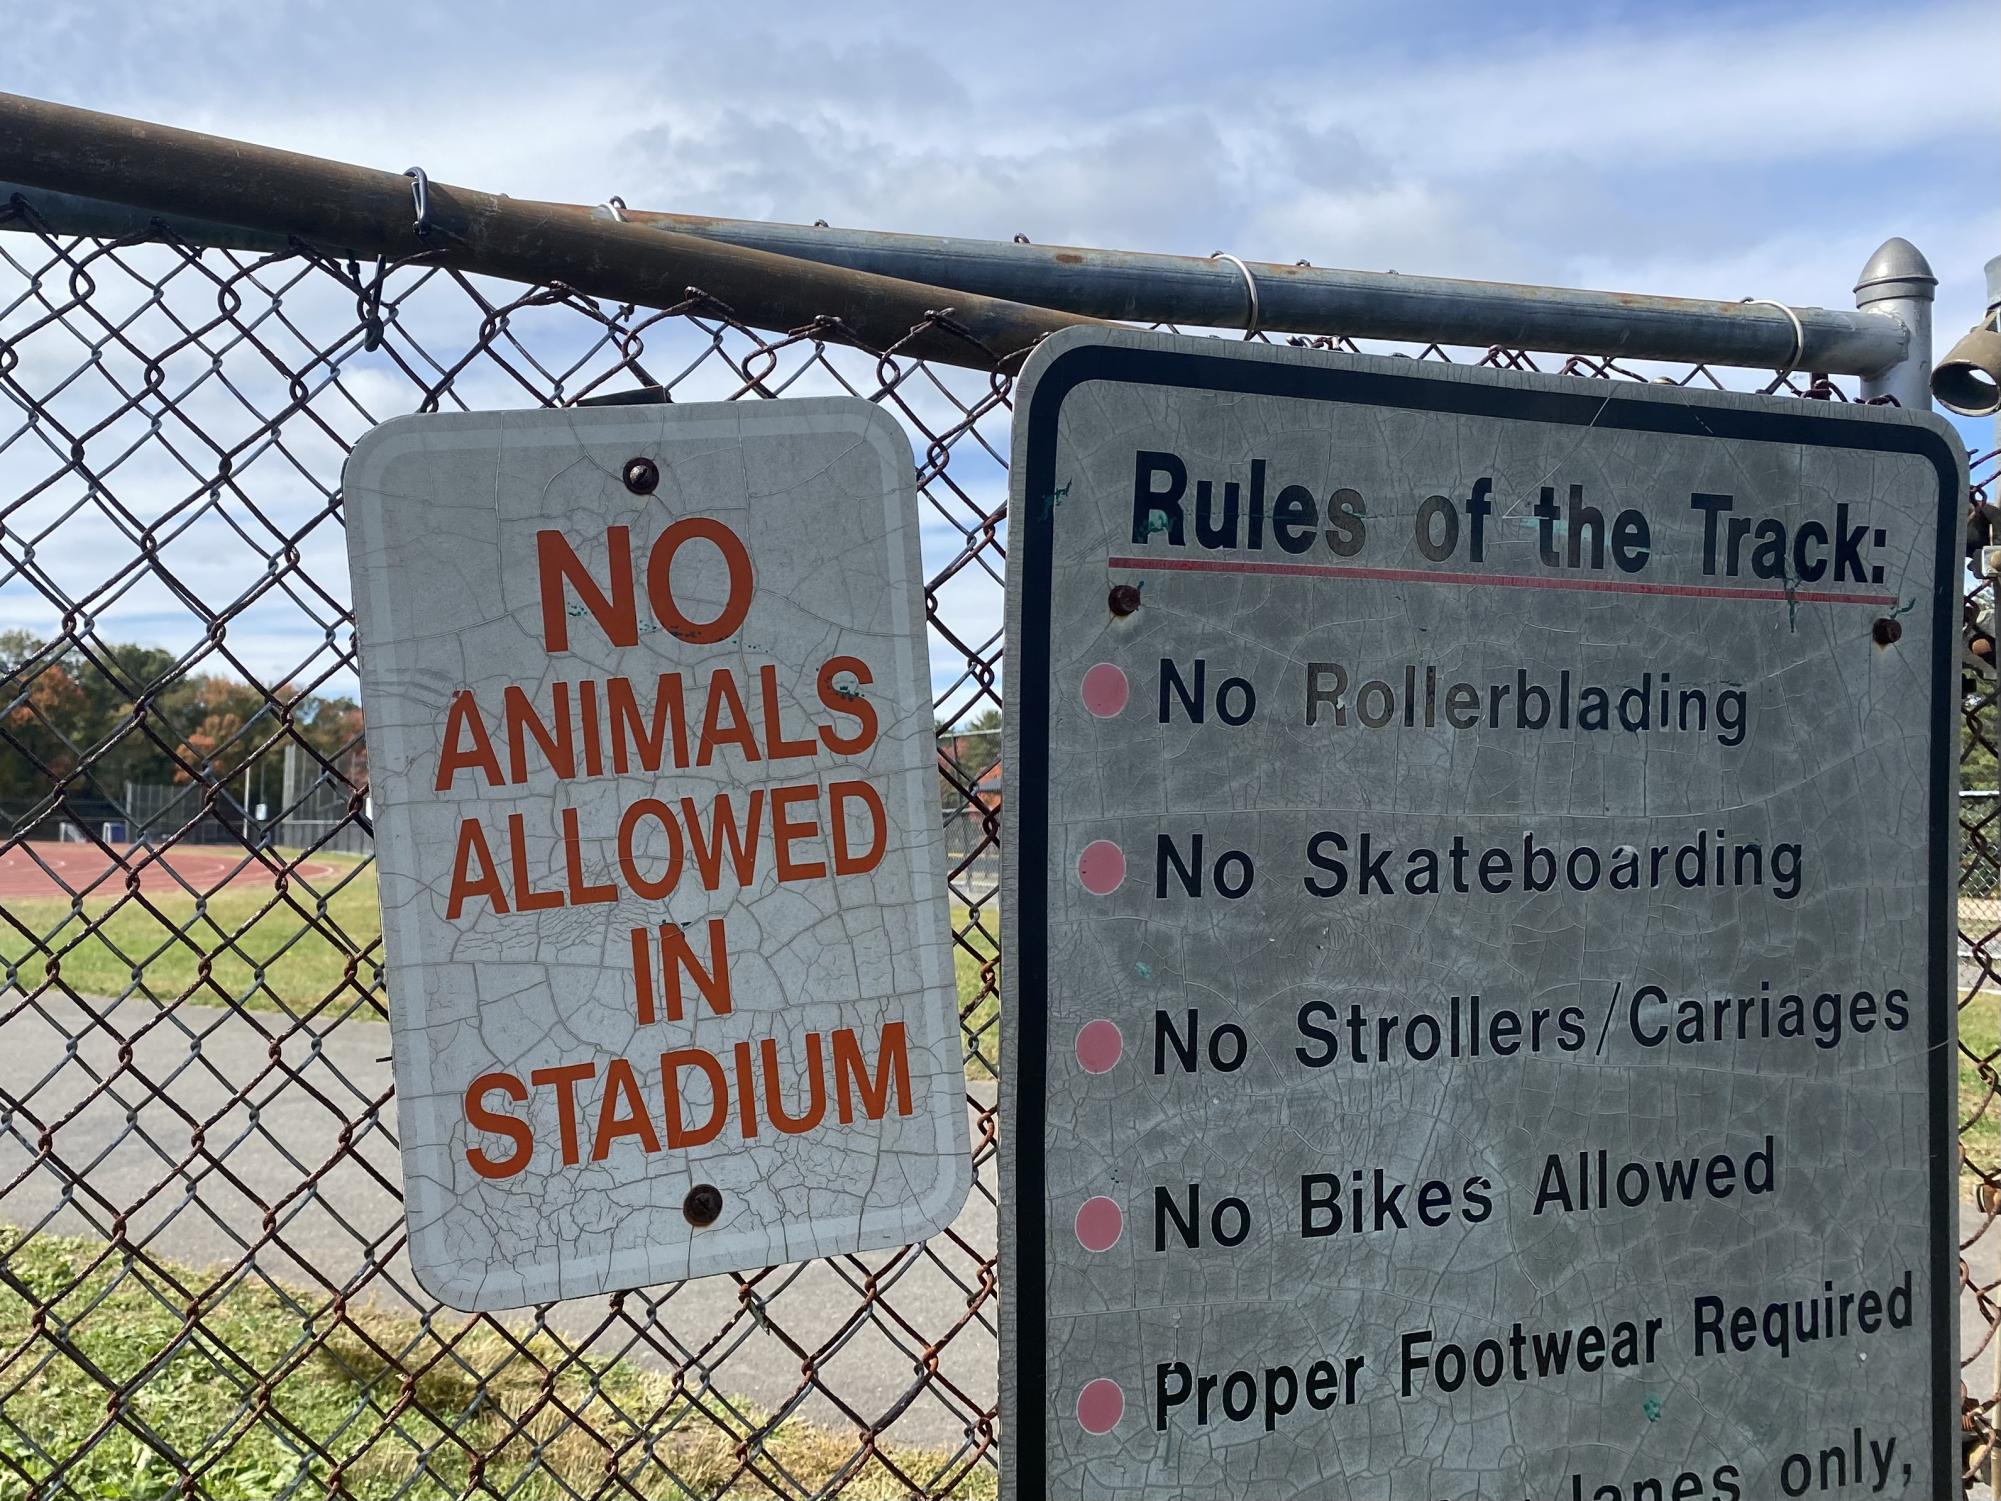 NO
ANIMALS
ALLOWED
IN
STADIUM
Rules of the Track:
No Rollerblading
No Skateboarding
No Strollers/Carriages
No Bikes Allowed
Proper Footwear Required
lanes only,